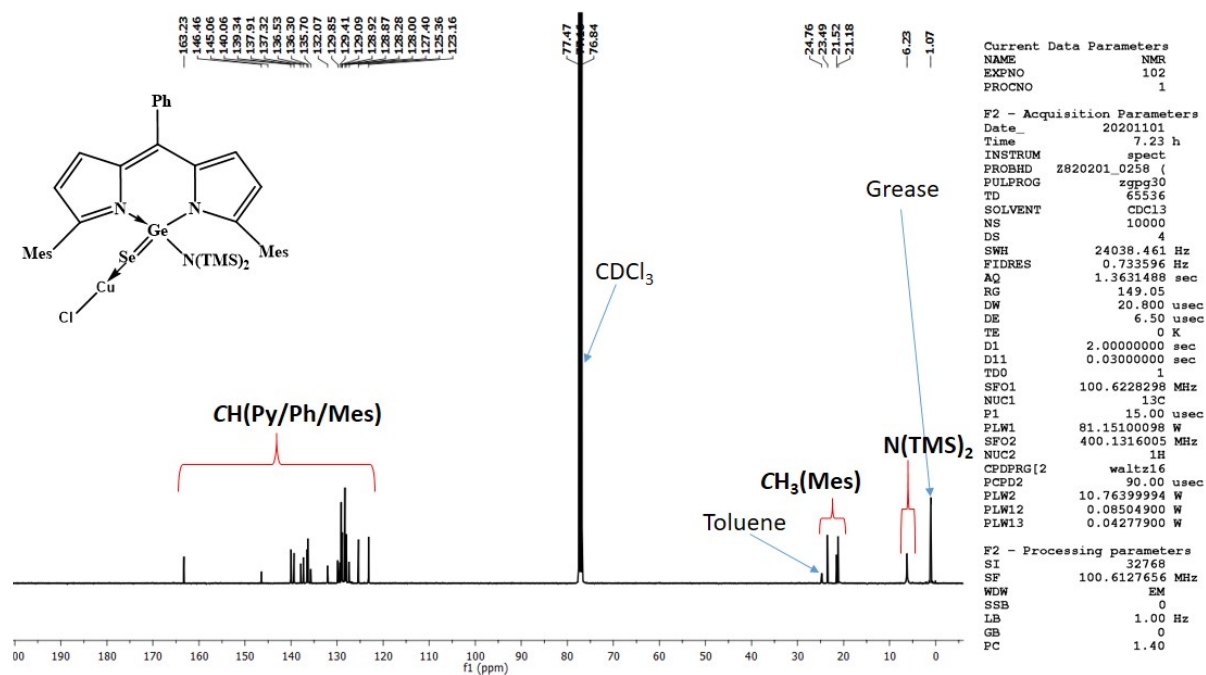 163.23
146.46
145.06
140.06
139.34
137.91
137.32
136.53
136.30
135.70
132.07
129.85
129.41
129.09
128.92
128.87
128.28
128.00
127.40
125.36
123.16
77.47
76.84
24.76
23.49
21.52
21.18
6.23
1.07
Ph
N
N
Ge
Mes
Se
N(TMS)2
Mes
Cu
Cl
CDCl3
Grease
CH(Py/Ph/Mes)
Toluene
CH3(Mes)
N(TMS)2
200 190 180 170 160 150 140 130 120 110 100 90 80 70 60 50 40 30 20 10 0
f1 (ppm)
Current Data Parameters
NAME NMR
EXPNO 102
PROCNO 1
F2 - Acquisition Parameters
Date_ 20201101
Time 7.23 h
INSTRUM spect
PROBHD Z820201_0258 (
PULPROG zgpg30
TD 65536
SOLVENT CDCl3
NS 10000
DS 4
SWH 24038.461 Hz
FIDRES 0.733596 Hz
AQ 1.3631488 sec
RG 149.05
DW 20.800 usec
DE 6.50 usec
TE 0 K
D1 2.00000000 sec
D11 0.03000000 sec
TD0 1
SFO1 100.6228298 MHz
NUC1 13C
P1 15.00 usec
PLW1 81.15100098 W
SFO2 400.1316005 MHz
NUC2 1H
CPDPRG[2 waltz16
PCPD2 90.00 usec
PLW2 10.76399994 W
PLW12 0.08504900 W
PLW13 0.04277900 W
F2 - Processing parameters
SI 32768
SF 100.6127656 MHz
WDW EM
SSB 0
LB 1.00 Hz
GB 0
PC 1.40